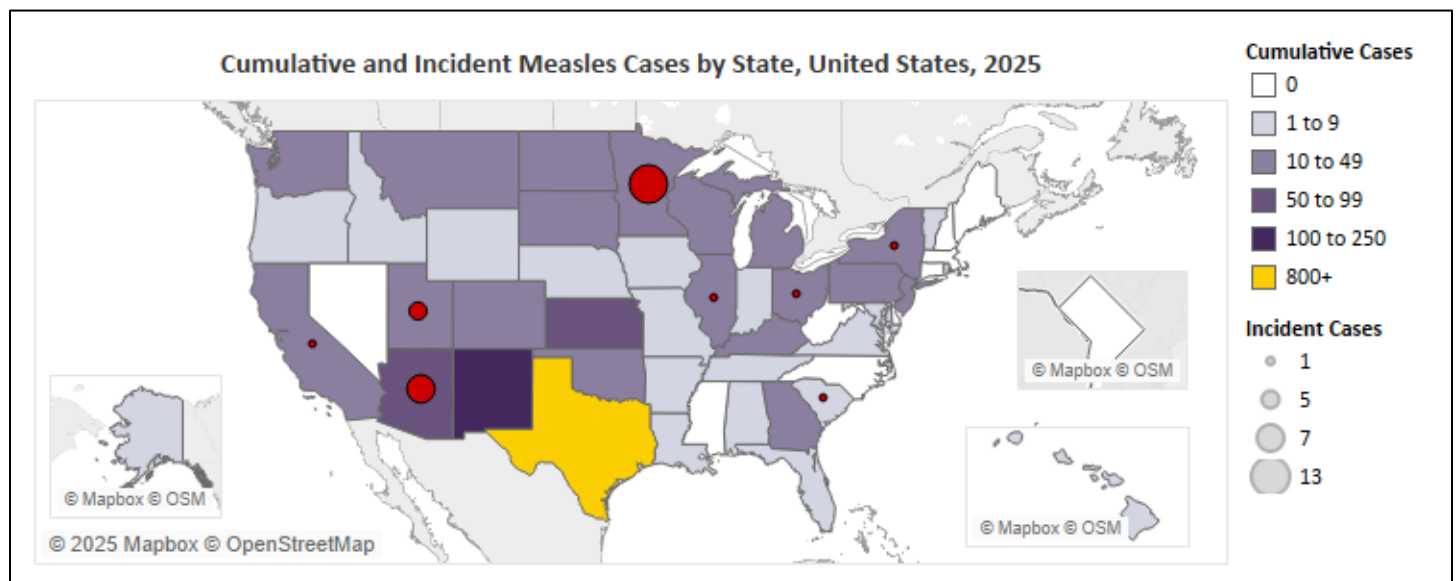 Cumulative and Incident Measles Cases by State, United States, 2025
Cumulative Cases
0
1 to 9
10 to 49
50 to 99
100 to 250
800+
Incident Cases
1
5
7
13
© Mapbox © OSM
© Mapbox © OSM
© Mapbox © OSM
© 2025 Mapbox © OpenStreetMap